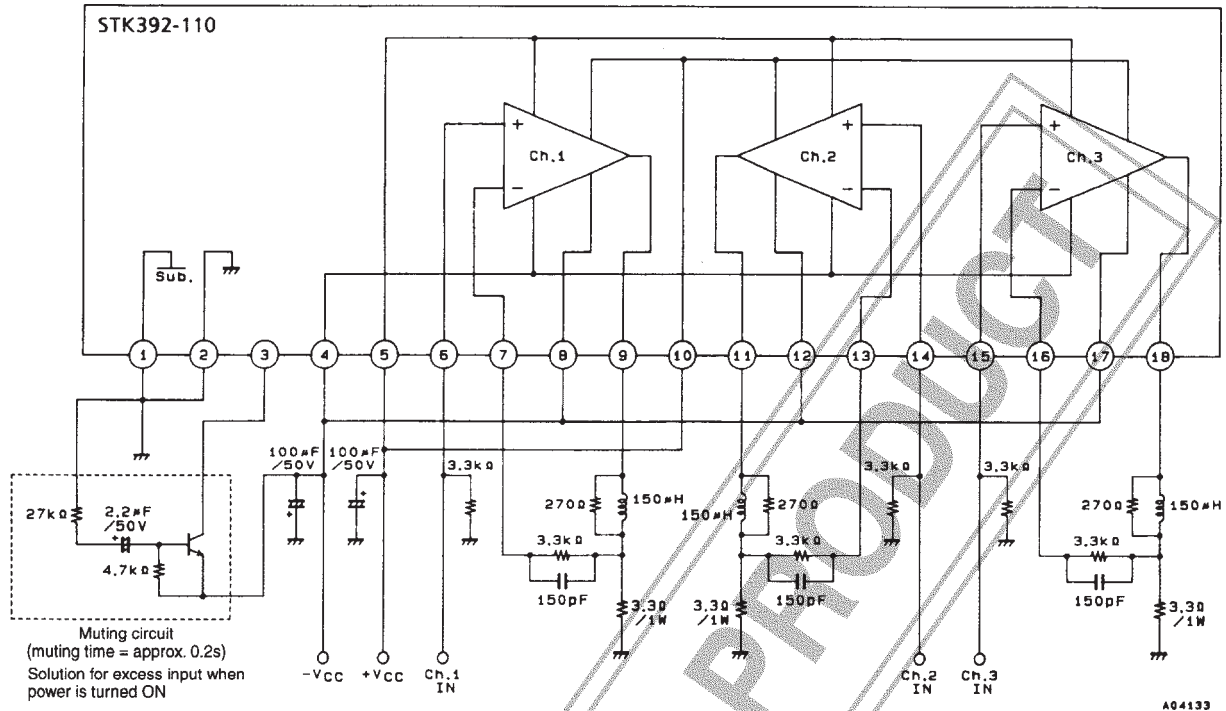 STK392-110
+
Ch.1
−
+
Ch.2
−
+
Ch.3
−
Sub.
1 2 3 4 5 6 7 8 9 10 11 12 13 14 15 16 17 18
100μF
/50V
100μF
/50V
3.3kΩ
270Ω
150μH
150μH
270Ω
3.3kΩ
3.3kΩ
270Ω
150μH
27kΩ
2.2μF
/50V
+
4.7kΩ
+
+
3.3kΩ
150pF
3.3kΩ
150pF
3.3kΩ
150pF
3.3Ω
/1W
3.3Ω
/1W
3.3Ω
/1W
Muting circuit
(muting time = approx. 0.2s)
Solution for excess input when
power is turned ON
-VCC
+VCC
Ch.1
IN
Ch.2
IN
Ch.3
IN
A04133
PRODUCT